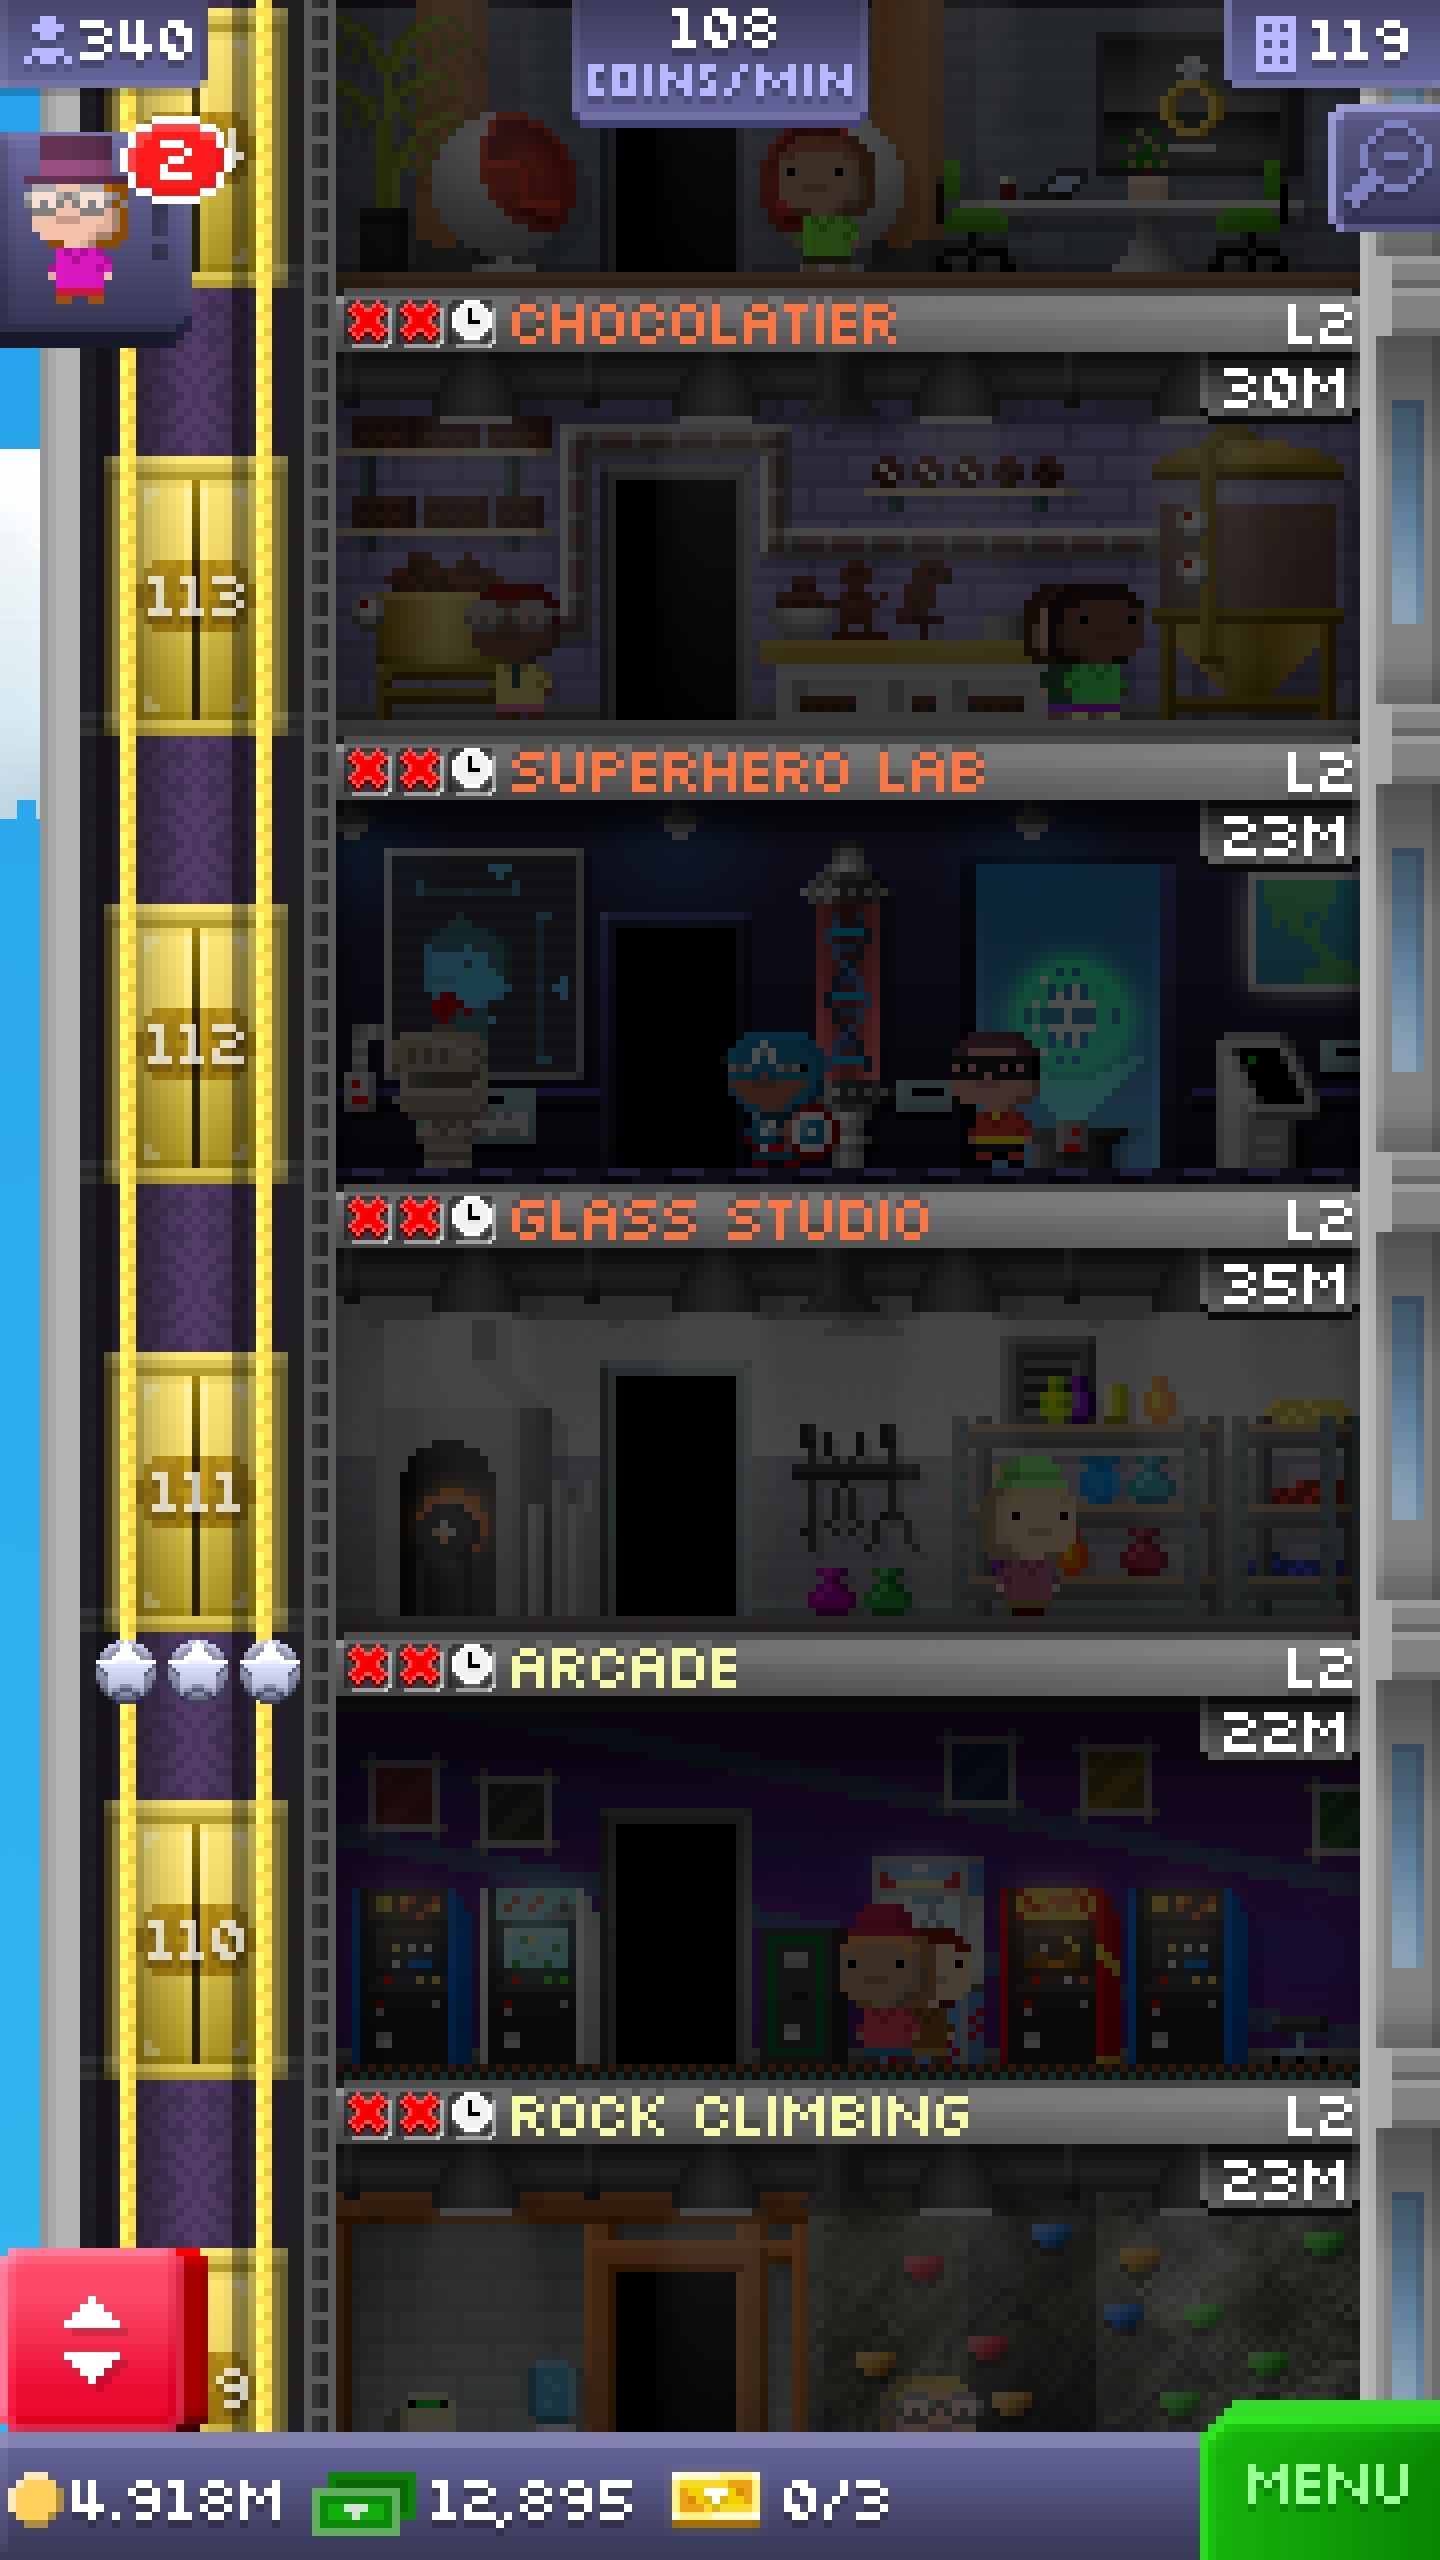 340
108
COINS/MIN
119
2
CHOCOLATIER L2
30M
113
SUPERHERO LAB L2
23M
112
GLASS STUDIO L2
35M
111
ARCADE L2
22M
110
ROCK CLIMBING L2
23M
9
4.918M 12,895 0/3
MENU